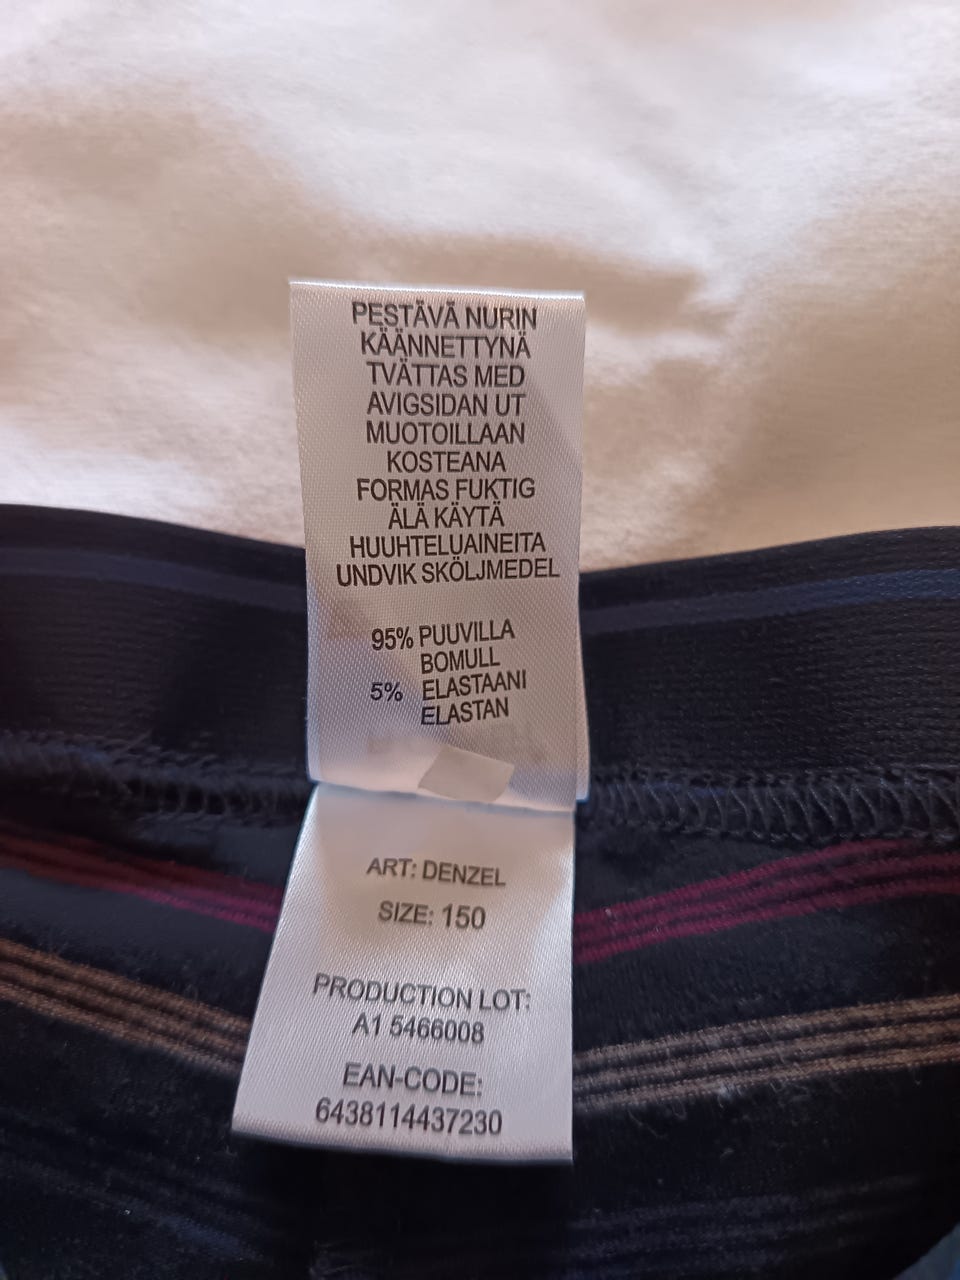 PESTÄVÄ NURIN
KÄÄNNETTYNÄ
TVÄTTAS MED
AVIGSIDAN UT
MUOTOILLAAN
KOSTEANA
FORMAS FUKTIG
ÄLÄ KÄYTÄ
HUUHTELUAINEITA
UNDVIK SKÖLJMEDEL
95% PUUVILLA
BOMULL
5% ELASTAANI
ELASTAN
ART: DENZEL
SIZE: 150
PRODUCTION LOT:
A1 5466008
EAN-CODE:
6438114437230